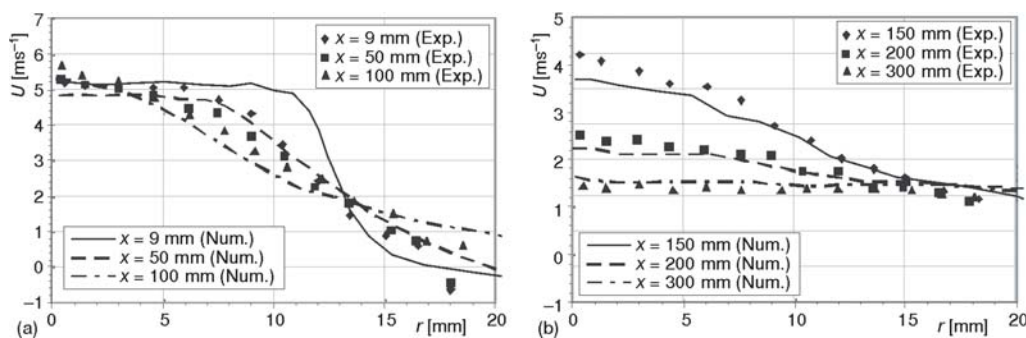 7
6
5
4
3
2
1
0
−1
U [ms⁻¹]
x = 9 mm (Exp.)
x = 50 mm (Exp.)
x = 100 mm (Exp.)
x = 9 mm (Num.)
x = 50 mm (Num.)
x = 100 mm (Num.)
0 5 10 15 20
(a)
r [mm]
5
4
3
2
1
0
−1
U [ms⁻¹]
x = 150 mm (Exp.)
x = 200 mm (Exp.)
x = 300 mm (Exp.)
x = 150 mm (Num.)
x = 200 mm (Num.)
x = 300 mm (Num.)
0 5 10 15 20
(b)
r [mm]